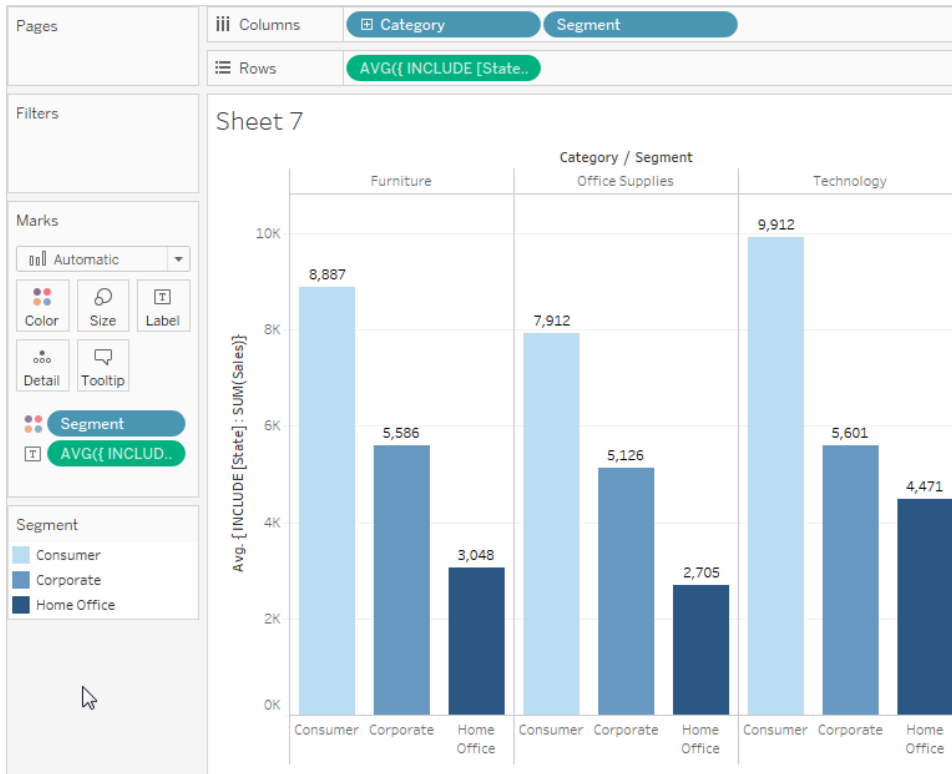 Pages
Columns
Category
Segment
Rows
AVG({ INCLUDE [State..
Filters
Sheet 7
Category / Segment
Furniture
Office Supplies
Technology
Marks
Automatic
Color
Size
Label
Detail
Tooltip
Segment
AVG({ INCLUD..
Segment
Consumer
Corporate
Home Office
Avg. { INCLUDE [State] : SUM(Sales)}
10K
8K
6K
4K
2K
0K
8,887
5,586
3,048
7,912
5,126
2,705
9,912
5,601
4,471
Consumer
Corporate
Home
Office
Consumer
Corporate
Home
Office
Consumer
Corporate
Home
Office